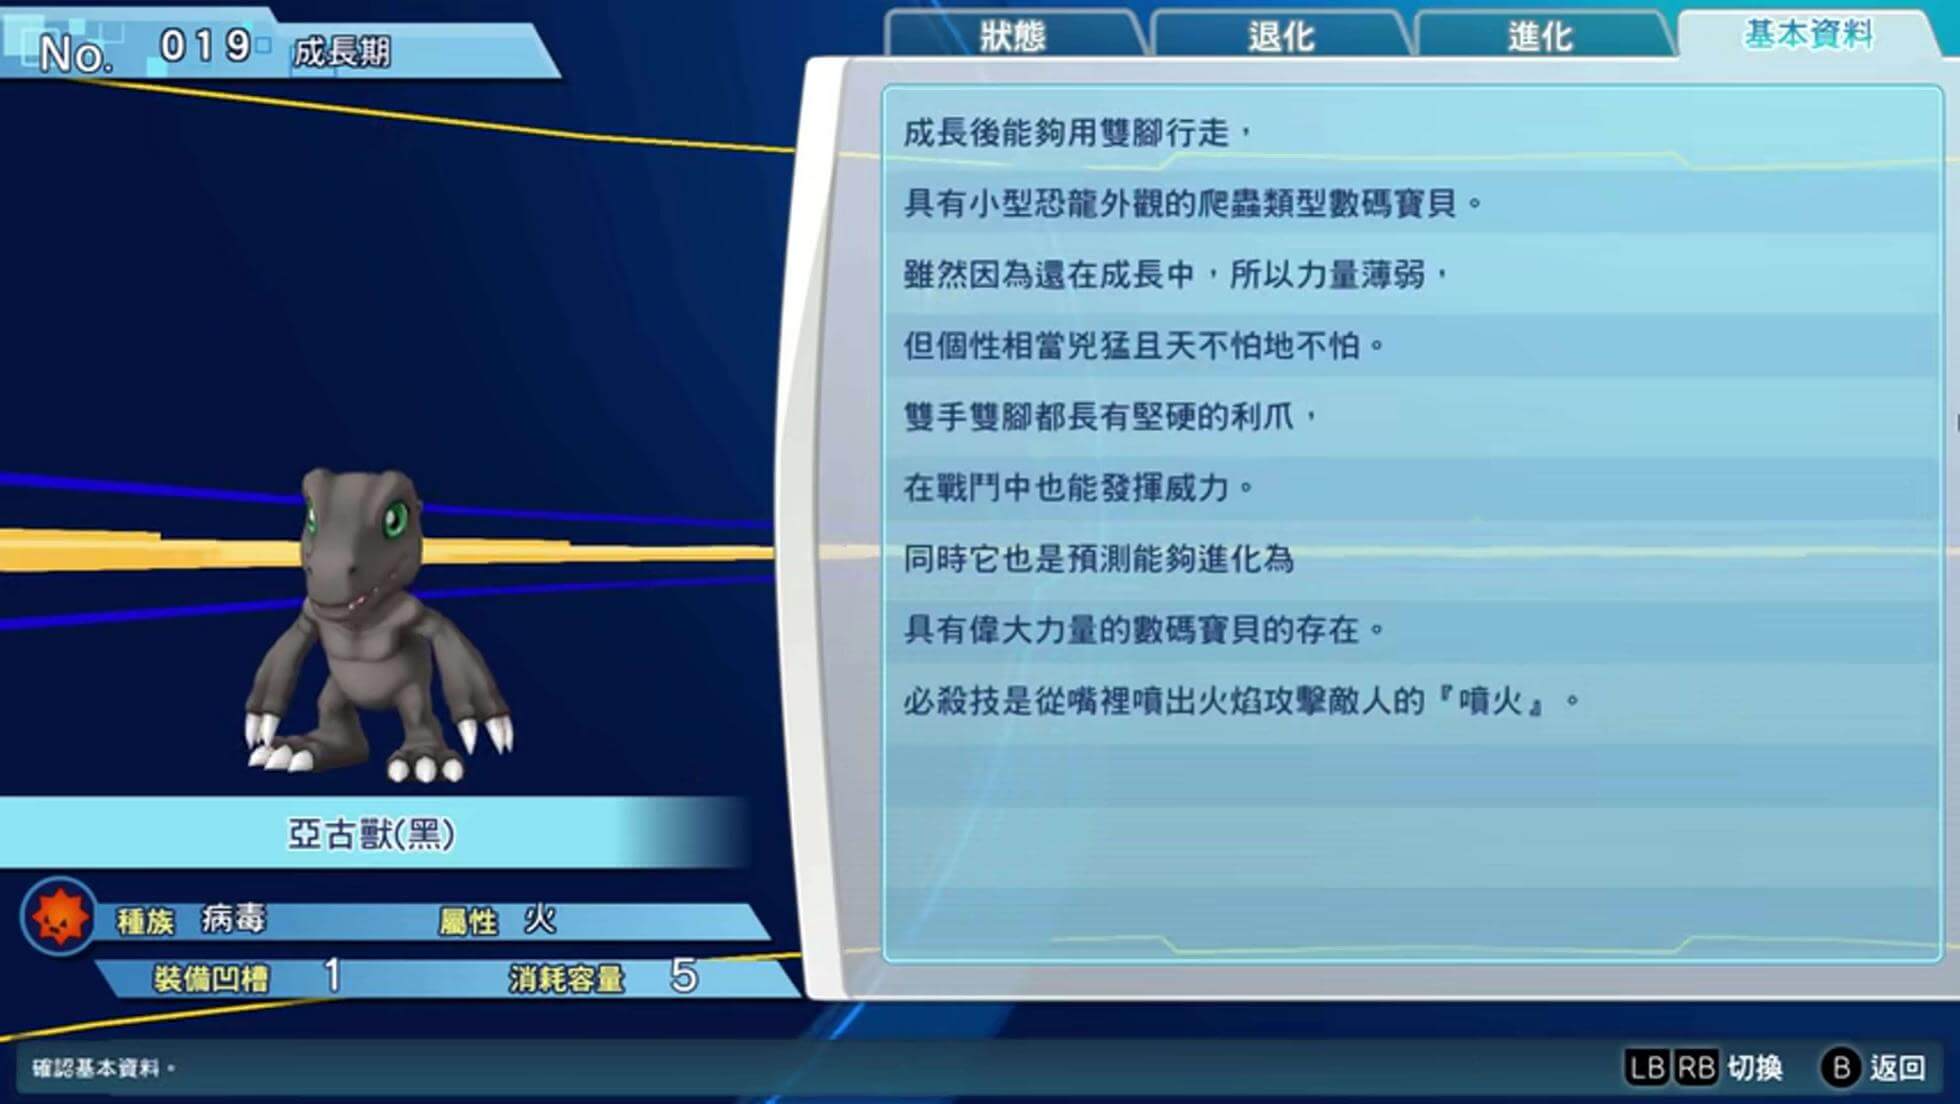 No. 019 成長期
狀態 退化 進化 基本資料
成長後能夠用雙腳行走，
具有小型恐龍外觀的爬蟲類型數碼寶貝。
雖然因為還在成長中，所以力量薄弱，
但個性相當兇猛且天不怕地不怕。
雙手雙腳都長有堅硬的利爪，
在戰鬥中也能發揮威力。
同時它也是預測能夠進化為
具有偉大力量的數碼寶貝的存在。
必殺技是從嘴裡噴出火焰攻擊敵人的『噴火』。
亞古獸(黑)
種族 病毒 屬性 火
裝備凹槽 1 消耗容量 5
確認基本資料。
LB RB 切換 B 返回